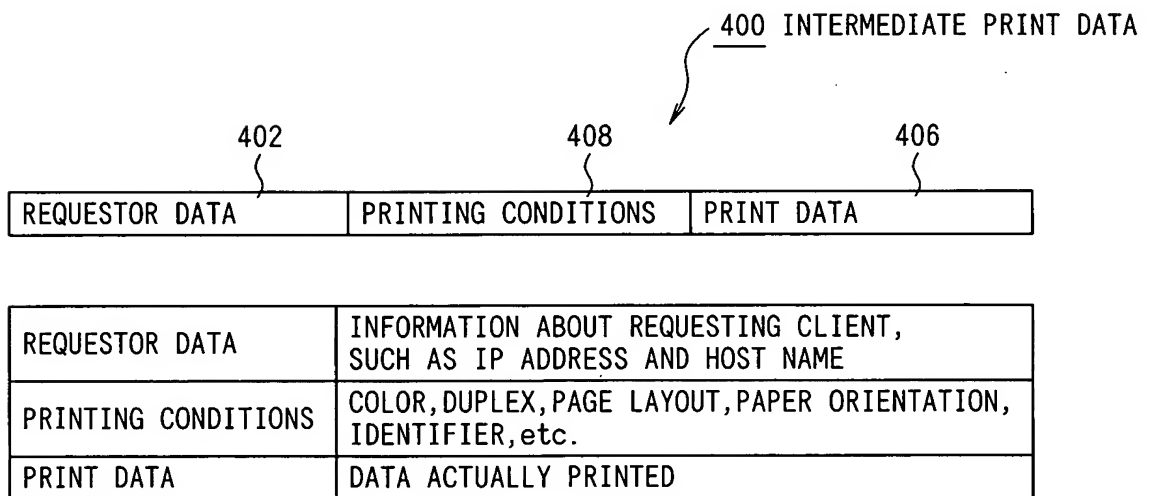 400 INTERMEDIATE PRINT DATA
402 408 406
REQUESTOR DATA PRINTING CONDITIONS PRINT DATA
REQUESTOR DATA INFORMATION ABOUT REQUESTING CLIENT,
SUCH AS IP ADDRESS AND HOST NAME
PRINTING CONDITIONS COLOR,DUPLEX,PAGE LAYOUT,PAPER ORIENTATION,
IDENTIFIER,etc.
PRINT DATA DATA ACTUALLY PRINTED